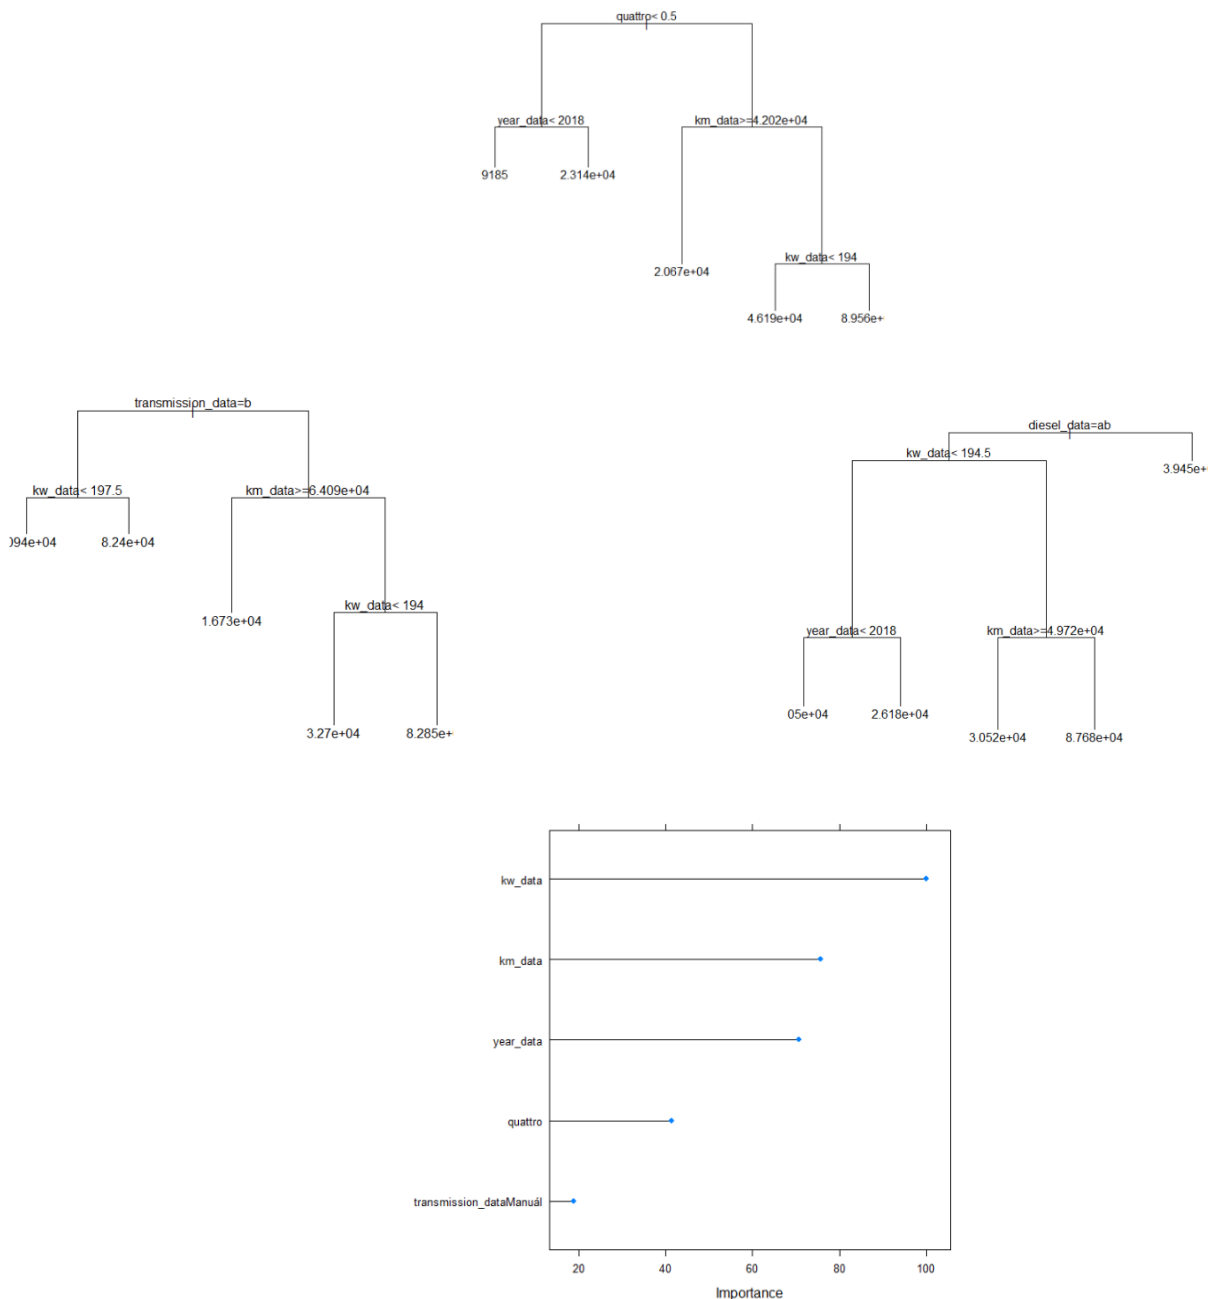 quattro< 0.5
year_data< 2018
km_data>=4.202e+04
9185
2.314e+04
2.067e+04
kw_data< 194
4.619e+04
8.956e+
transmission_data=b
kw_data< 197.5
km_data>=6.409e+04
094e+04
8.24e+04
1.673e+04
kw_data< 194
3.27e+04
8.285e+
diesel_data=ab
kw_data< 194.5
3.945e+
year_data< 2018
km_data>=4.972e+04
05e+04
2.618e+04
3.052e+04
8.768e+04
kw_data
km_data
year_data
quattro
transmission_dataManuál
20 40 60 80 100
Importance